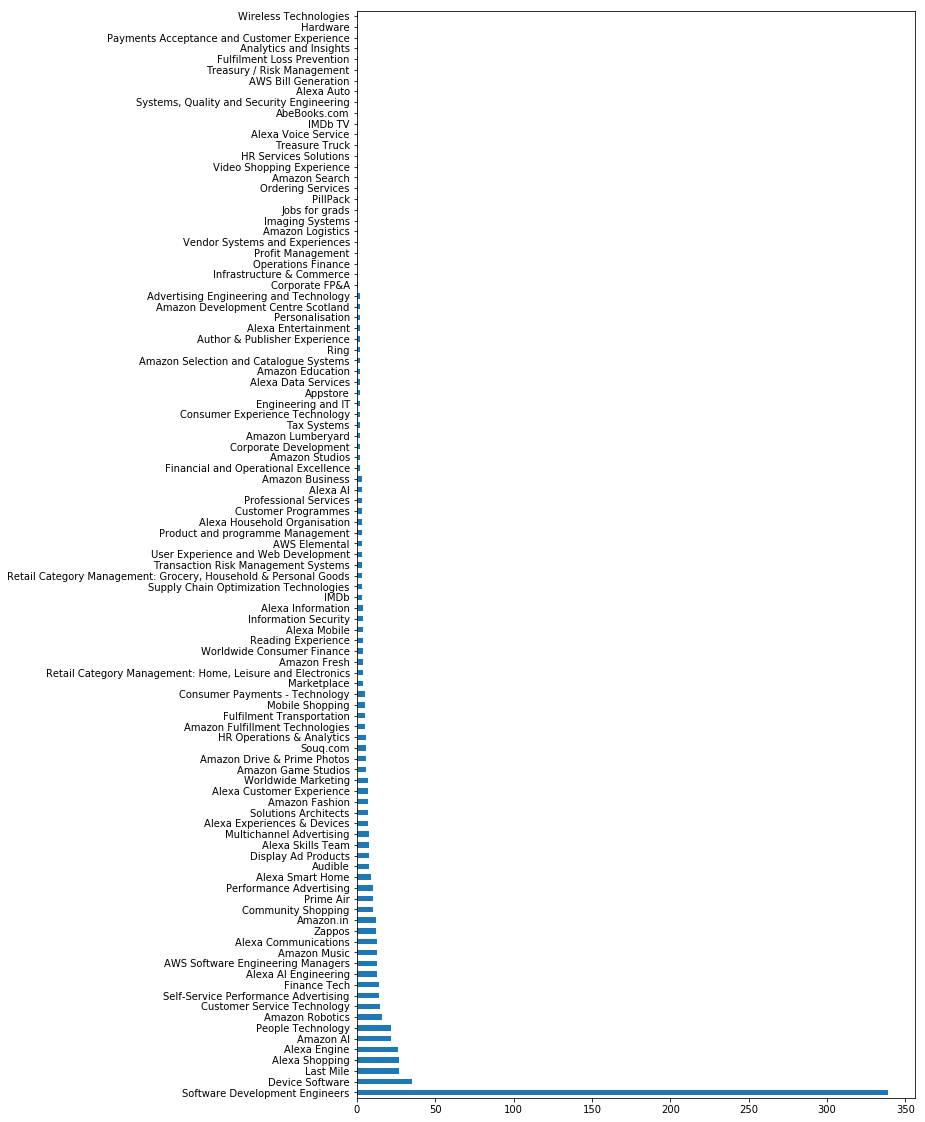 Wireless Technologies
Hardware
Payments Acceptance and Customer Experience
Analytics and Insights
Fulfilment Loss Prevention
Treasury / Risk Management
AWS Bill Generation
Alexa Auto
Systems, Quality and Security Engineering
AbeBooks.com
IMDb TV
Alexa Voice Service
Treasure Truck
HR Services Solutions
Video Shopping Experience
Amazon Search
Ordering Services
PillPack
Jobs for grads
Imaging Systems
Amazon Logistics
Vendor Systems and Experiences
Profit Management
Operations Finance
Infrastructure & Commerce
Corporate FP&A
Advertising Engineering and Technology
Amazon Development Centre Scotland
Personalisation
Alexa Entertainment
Author & Publisher Experience
Ring
Amazon Selection and Catalogue Systems
Amazon Education
Alexa Data Services
Appstore
Engineering and IT
Consumer Experience Technology
Tax Systems
Amazon Lumberyard
Corporate Development
Amazon Studios
Financial and Operational Excellence
Amazon Business
Alexa AI
Professional Services
Customer Programmes
Alexa Household Organisation
Product and programme Management
AWS Elemental
User Experience and Web Development
Transaction Risk Management Systems
Retail Category Management: Grocery, Household & Personal Goods
Supply Chain Optimization Technologies
IMDb
Alexa Information
Information Security
Alexa Mobile
Reading Experience
Worldwide Consumer Finance
Amazon Fresh
Retail Category Management: Home, Leisure and Electronics
Marketplace
Consumer Payments - Technology
Mobile Shopping
Fulfilment Transportation
Amazon Fulfillment Technologies
HR Operations & Analytics
Souq.com
Amazon Drive & Prime Photos
Amazon Game Studios
Worldwide Marketing
Alexa Customer Experience
Amazon Fashion
Solutions Architects
Alexa Experiences & Devices
Multichannel Advertising
Alexa Skills Team
Display Ad Products
Audible
Alexa Smart Home
Performance Advertising
Prime Air
Community Shopping
Amazon.in
Zappos
Alexa Communications
Amazon Music
AWS Software Engineering Managers
Alexa AI Engineering
Finance Tech
Self-Service Performance Advertising
Customer Service Technology
Amazon Robotics
People Technology
Amazon AI
Alexa Engine
Alexa Shopping
Last Mile
Device Software
Software Development Engineers
0 50 100 150 200 250 300 350